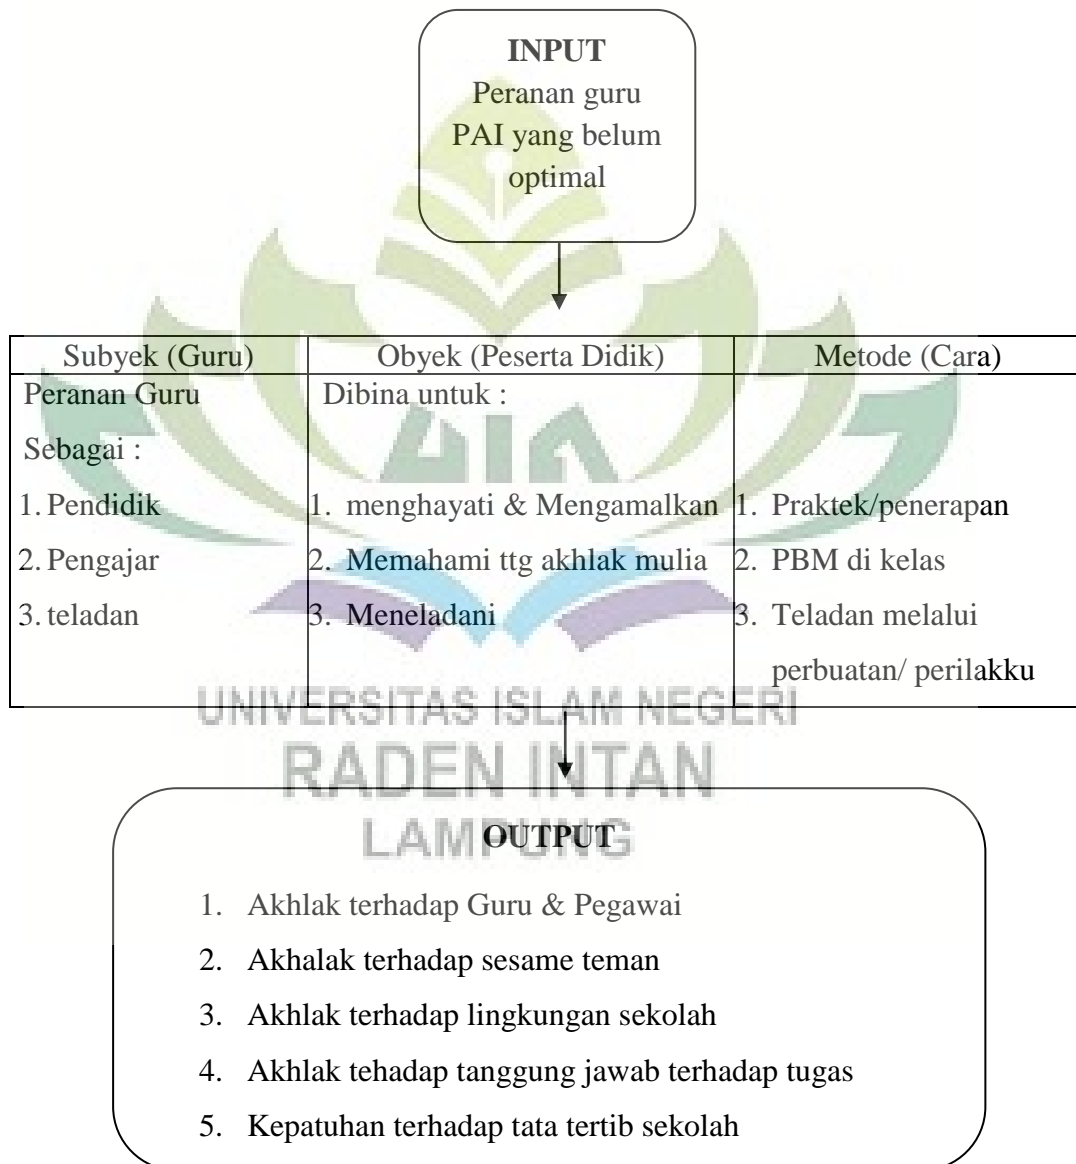 INPUT
Peranan guru
PAI yang belum
optimal
Subyek (Guru)
Obyek (Peserta Didik)
Metode (Cara)
Peranan Guru
Sebagai :
1. Pendidik
2. Pengajar
3. teladan
Dibina untuk :
1. menghayati & Mengamalkan
2. Memahami ttg akhlak mulia
3. Meneladani
1. Praktek/penerapan
2. PBM di kelas
3. Teladan melalui
perbuatan/ perilakku
UIN
UNIVERSITAS ISLAM NEGERI
RADEN INTAN
LAMPUNG
OUTPUT
1. Akhlak terhadap Guru & Pegawai
2. Akhalak terhadap sesame teman
3. Akhlak terhadap lingkungan sekolah
4. Akhlak tehadap tanggung jawab terhadap tugas
5. Kepatuhan terhadap tata tertib sekolah